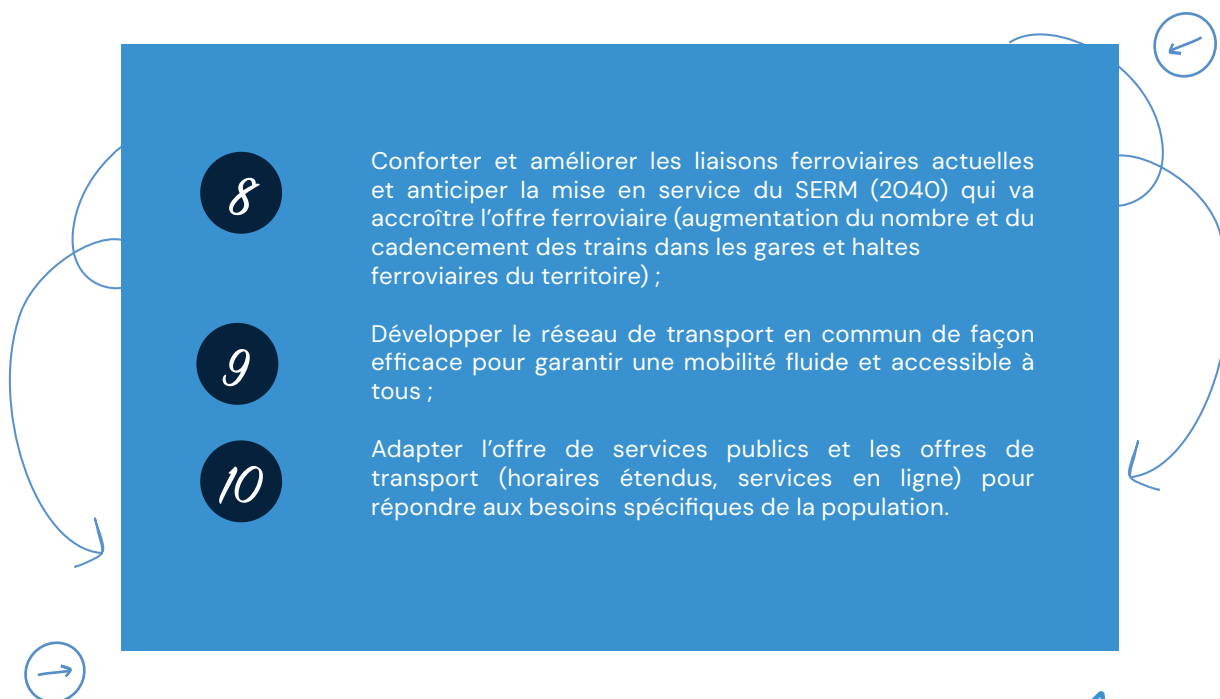 8
Conforter et améliorer les liaisons ferroviaires actuelles
et anticiper la mise en service du SERM (2040) qui va
accroître l’offre ferroviaire (augmentation du nombre et du
cadencement des trains dans les gares et haltes
ferroviaires du territoire) ;
9
Développer le réseau de transport en commun de façon
efficace pour garantir une mobilité fluide et accessible à
tous ;
10
Adapter l’offre de services publics et les offres de
transport (horaires étendus, services en ligne) pour
répondre aux besoins spécifiques de la population.